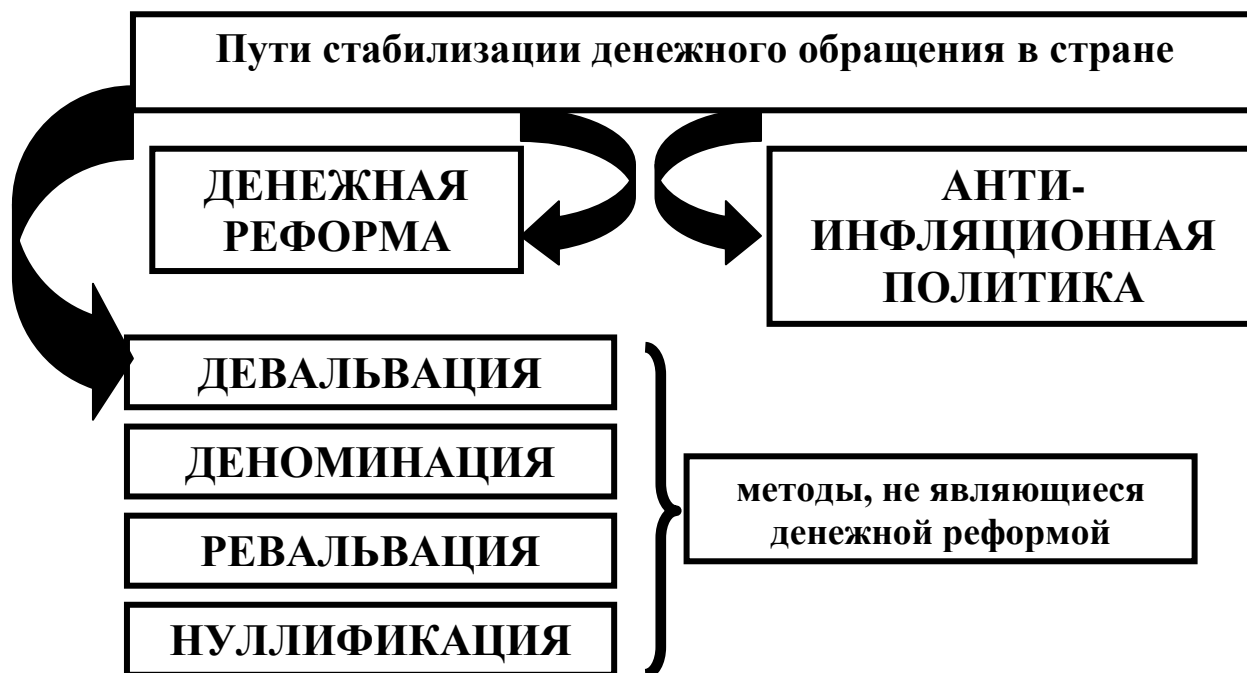 Пути стабилизации денежного обращения в стране
ДЕНЕЖНАЯ
РЕФОРМА
АНТИ-
ИНФЛЯЦИОННАЯ
ПОЛИТИКА
ДЕВАЛЬВАЦИЯ
ДЕНОМИНАЦИЯ
РЕВАЛЬВАЦИЯ
НУЛЛИФИКАЦИЯ
методы, не являющиеся
денежной реформой